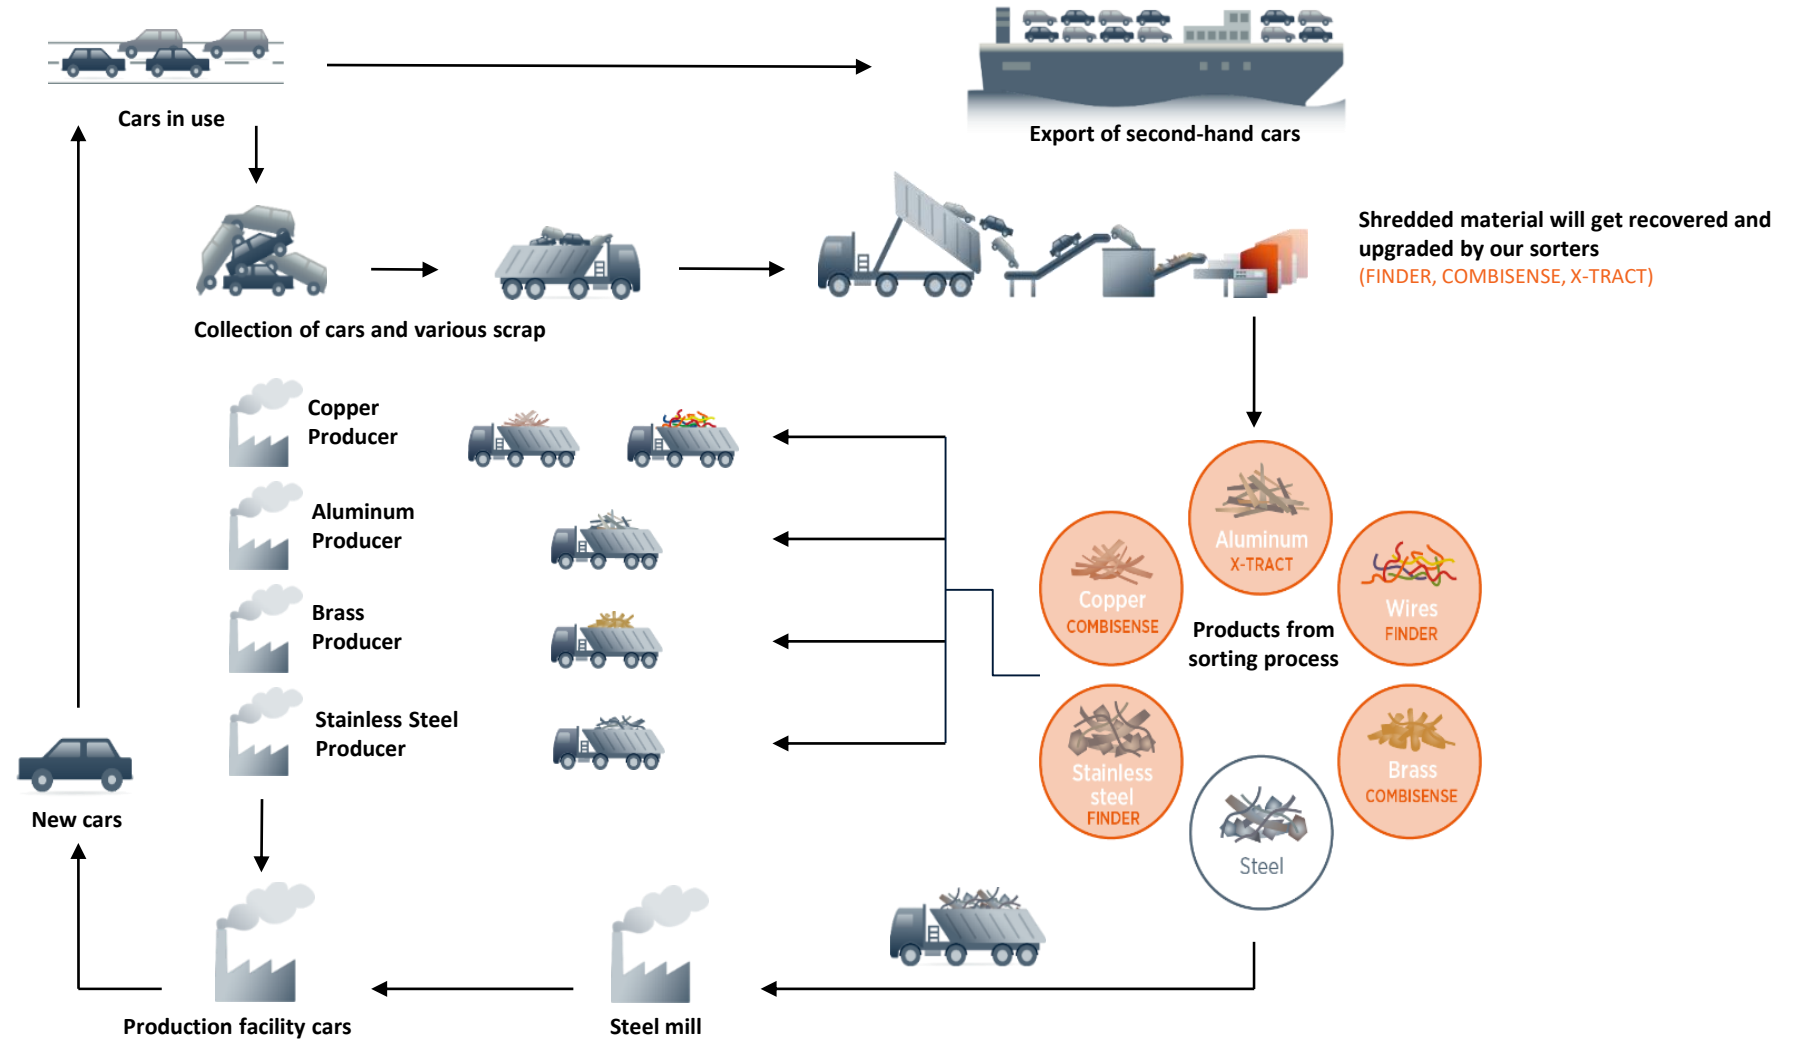 Cars in use
Export of second-hand cars
Shredded material will get recovered and
upgraded by our sorters
(FINDER, COMBISENSE, X-TRACT)
Collection of cars and various scrap
Copper
Producer
Aluminum
Producer
Brass
Producer
Stainless Steel
Producer
Aluminum
X-TRACT
Copper
COMBISENSE
Wires
FINDER
Products from
sorting process
Stainless
steel
FINDER
Brass
COMBISENSE
Steel
New cars
Production facility cars
Steel mill